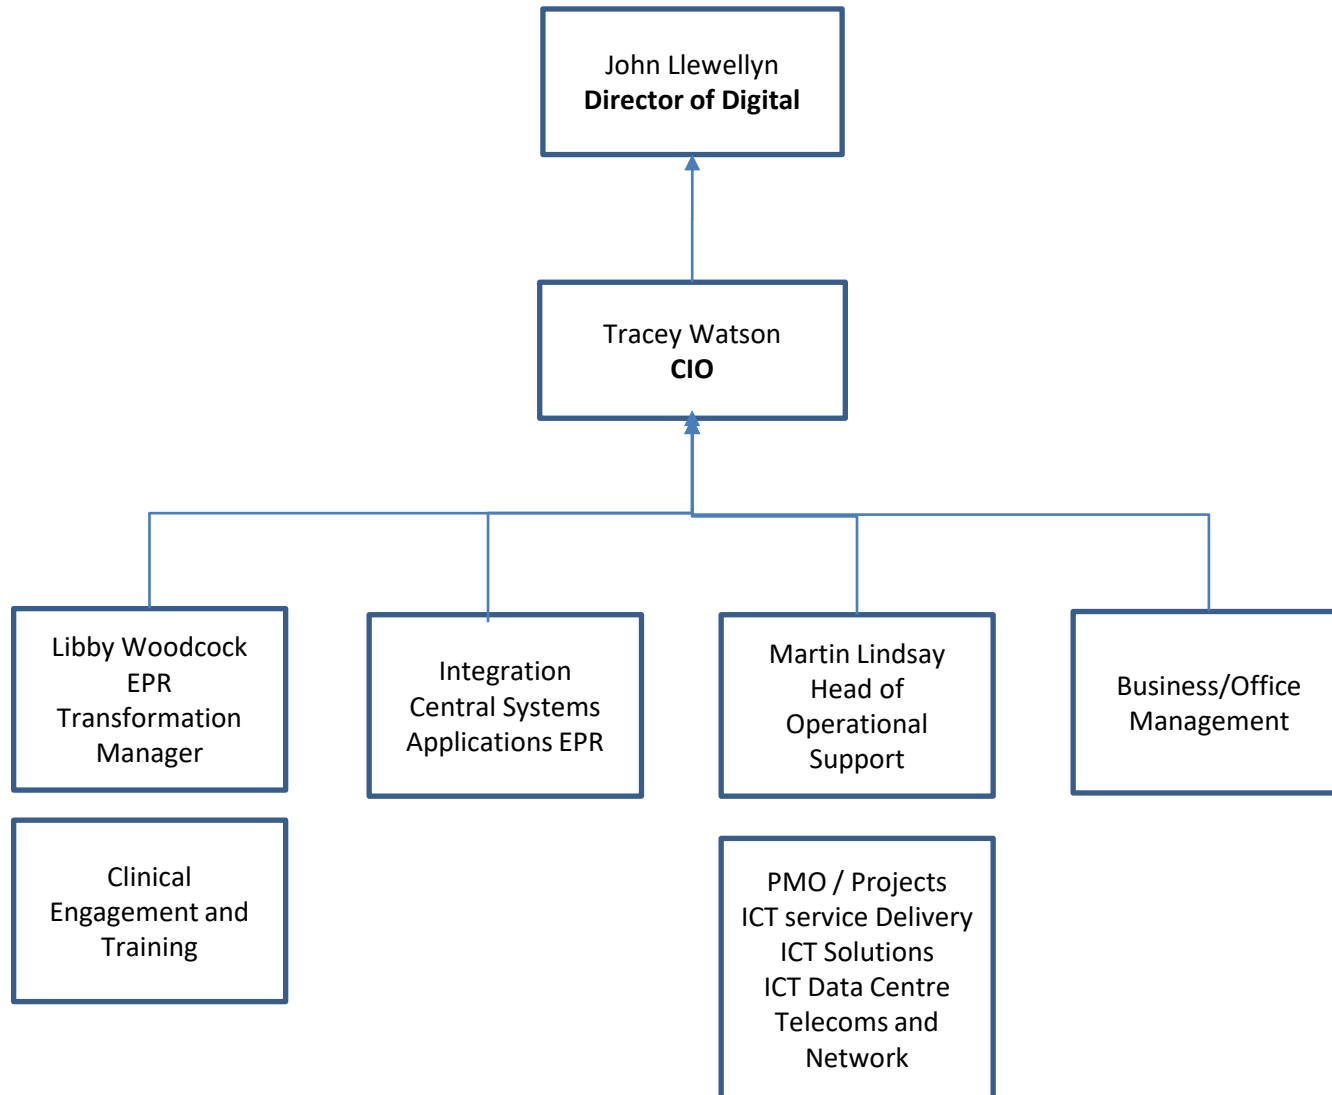 John Llewellyn
Director of Digital
Tracey Watson
CIO
Libby Woodcock
EPR
Transformation
Manager
Integration
Central Systems
Applications EPR
Martin Lindsay
Head of
Operational
Support
Business/Office
Management
Clinical
Engagement and
Training
PMO / Projects
ICT service Delivery
ICT Solutions
ICT Data Centre
Telecoms and
Network